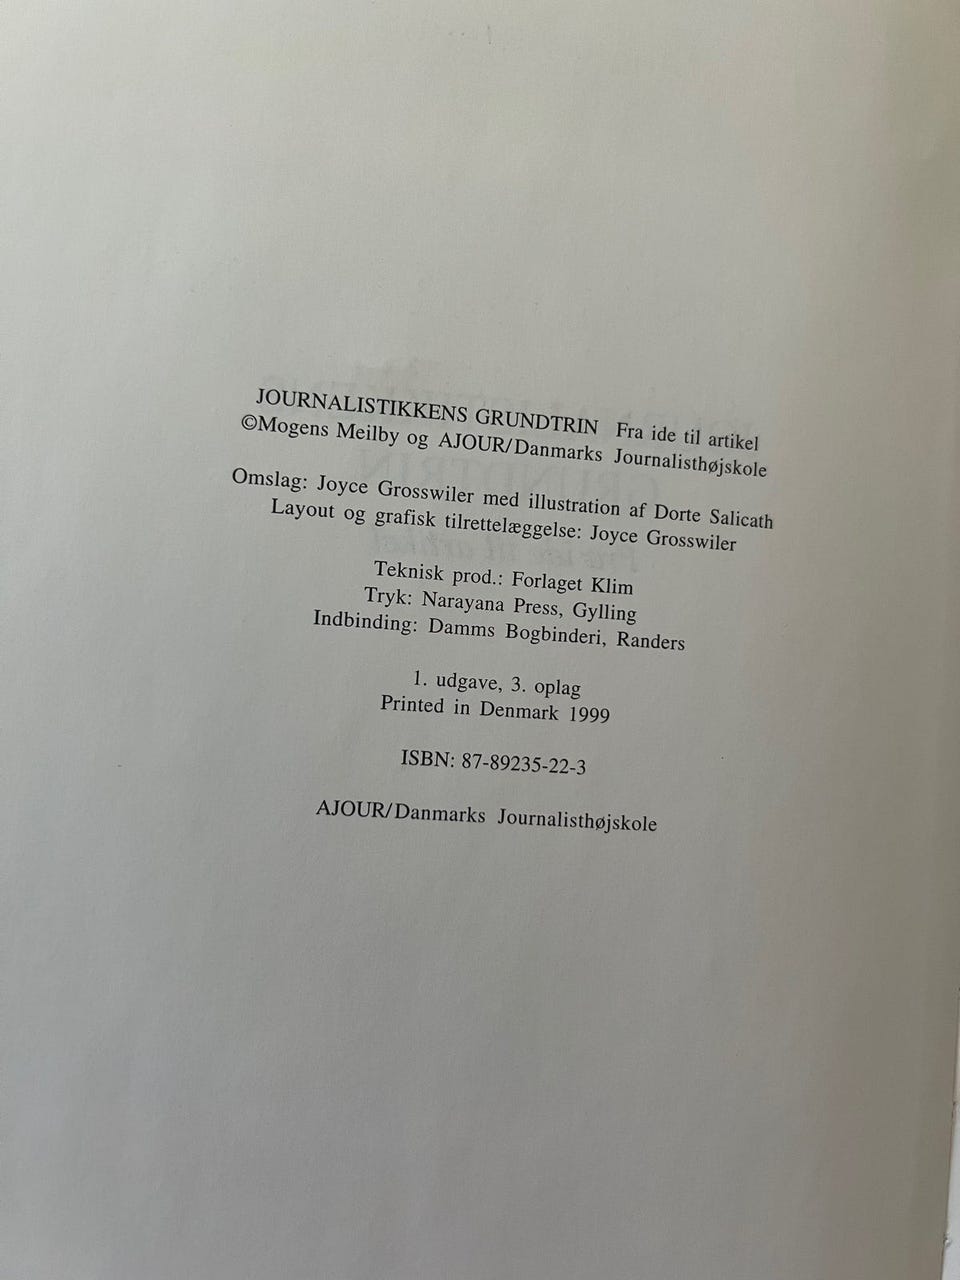 JOURNALISTIKKENS GRUNDTRIN Fra ide til artikel
©Mogens Meilby og AJOUR/Danmarks Journalisthøjskole
Omslag: Joyce Grosswiler med illustration af Dorte Salicath
Layout og grafisk tilrettelæggelse: Joyce Grosswiler
Teknisk prod.: Forlaget Klim
Tryk: Narayana Press, Gylling
Indbinding: Damms Bogbinderi, Randers
1. udgave, 3. oplag
Printed in Denmark 1999
ISBN: 87-89235-22-3
AJOUR/Danmarks Journalisthøjskole